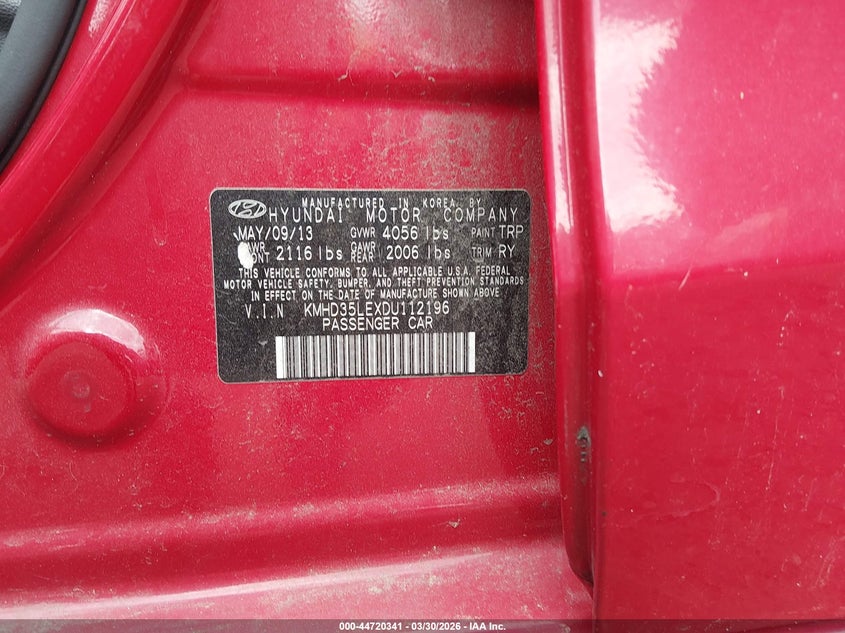 MANUFACTURED IN KOREA BY
HYUNDAI MOTOR COMPANY
MAY/09/13 GVWR 4056 lbs PAINT TRP
2116 lbs GAWR REAR 2006 lbs TRIM RY
THIS VEHICLE CONFORMS TO ALL APPLICABLE U.S.A. FEDERAL
MOTOR VEHICLE SAFETY, BUMPER, AND THEFT PREVENTION STANDARDS
IN EFFECT ON THE DATE OF MANUFACTURE SHOWN ABOVE.
V.I.N KMHD35LEXDU112196
PASSENGER CAR
000-44720341 - 03/30/2026 - IAA Inc.